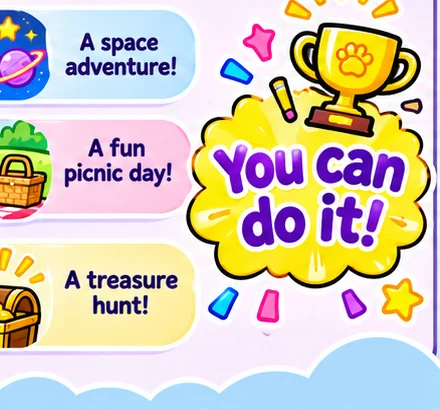 A space
adventure!
A fun
picnic day!
A treasure
hunt!
You can
do it!